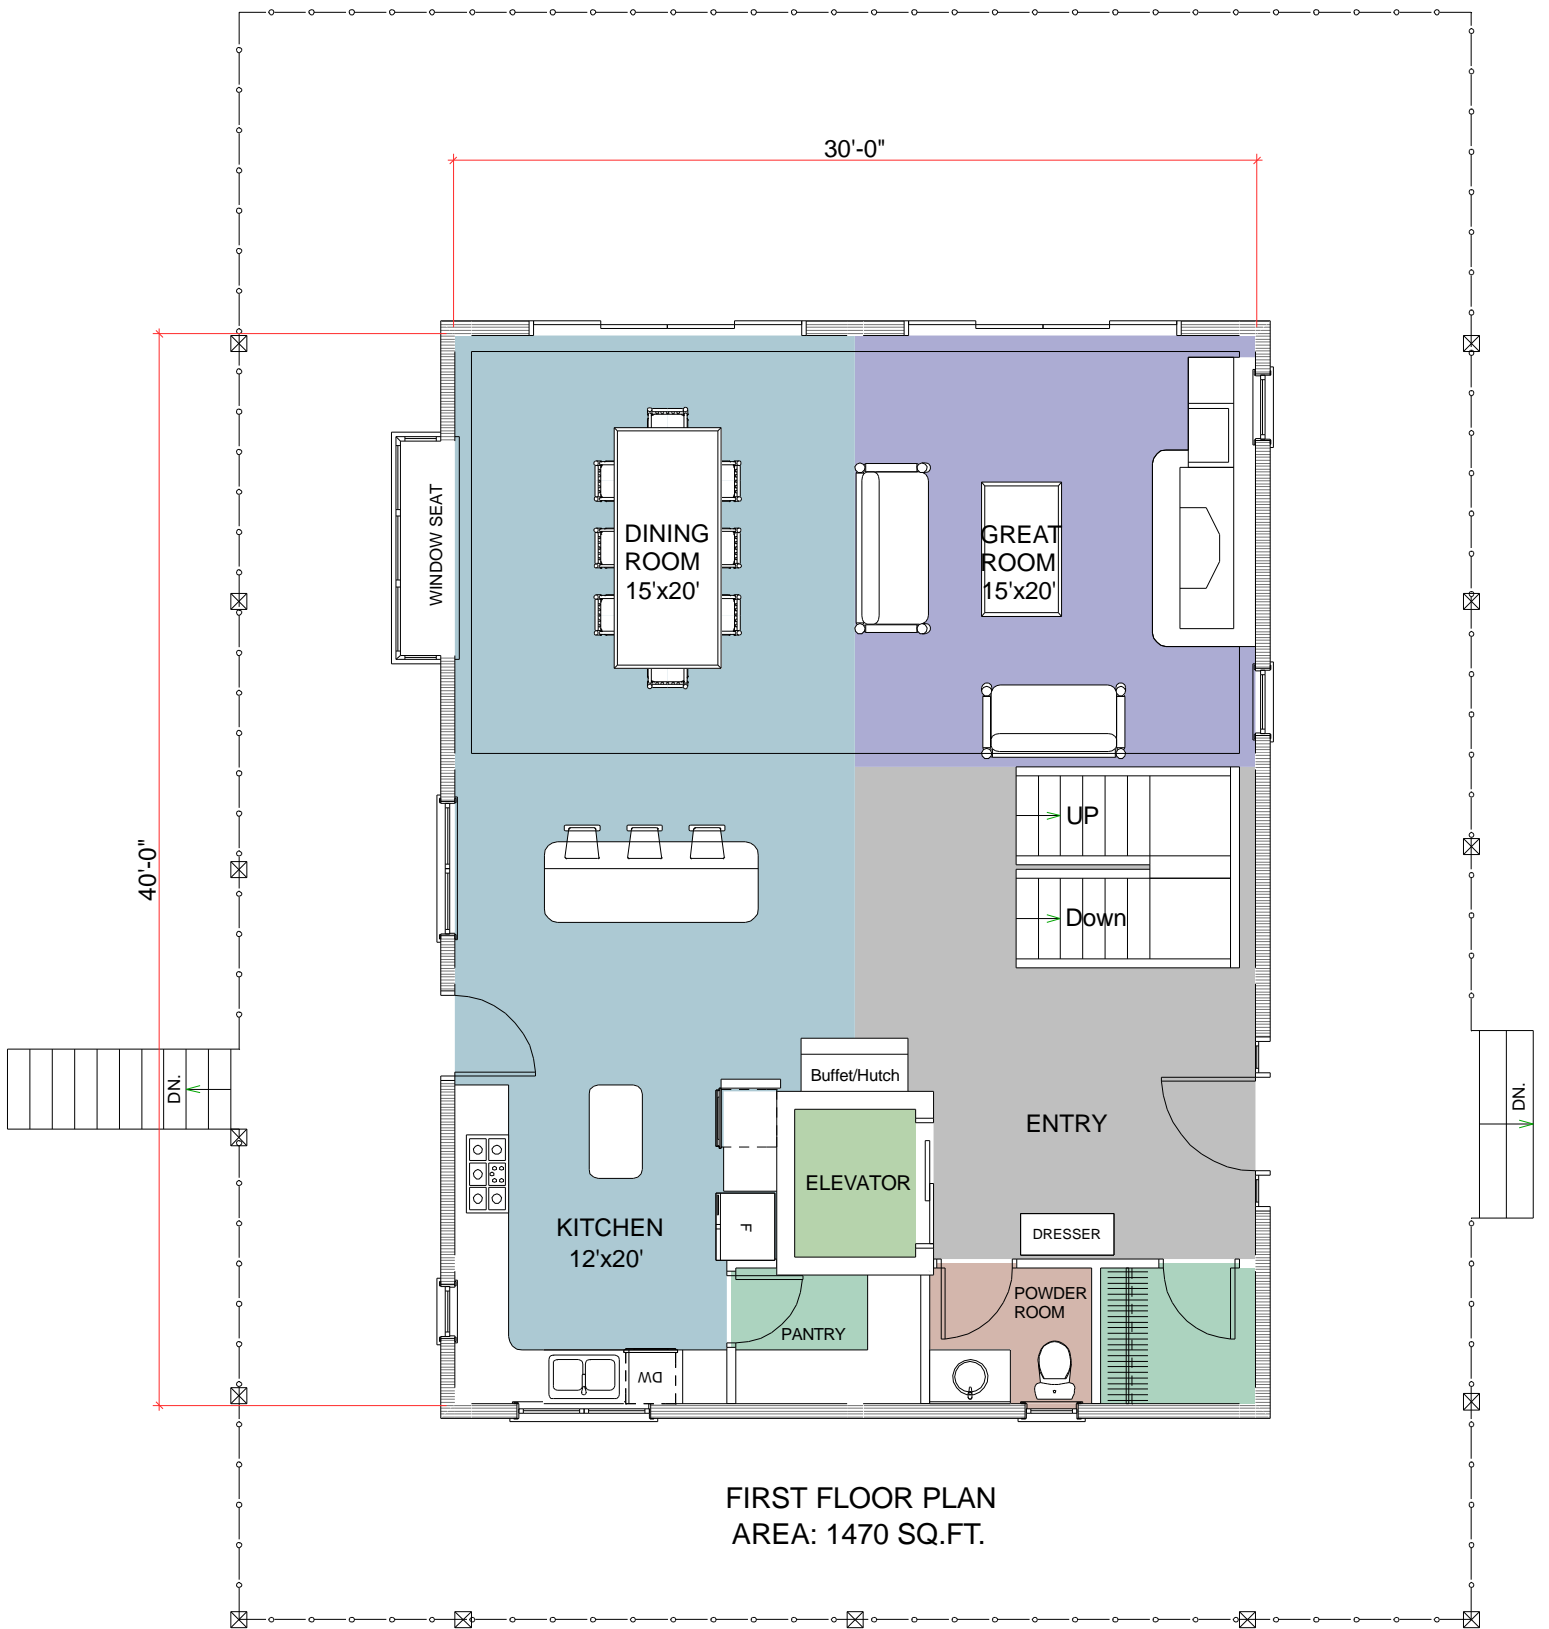 30'-0"
WINDOW SEAT
DINING
ROOM
15'x20'
GREAT
ROOM
15'x20'
40'-0"
UP
Down
DN.
Buffet/Hutch
DN.
ENTRY
ELEVATOR
KITCHEN
12'x20'
F
DRESSER
POWDER
ROOM
PANTRY
DW
FIRST FLOOR PLAN
AREA: 1470 SQ.FT.